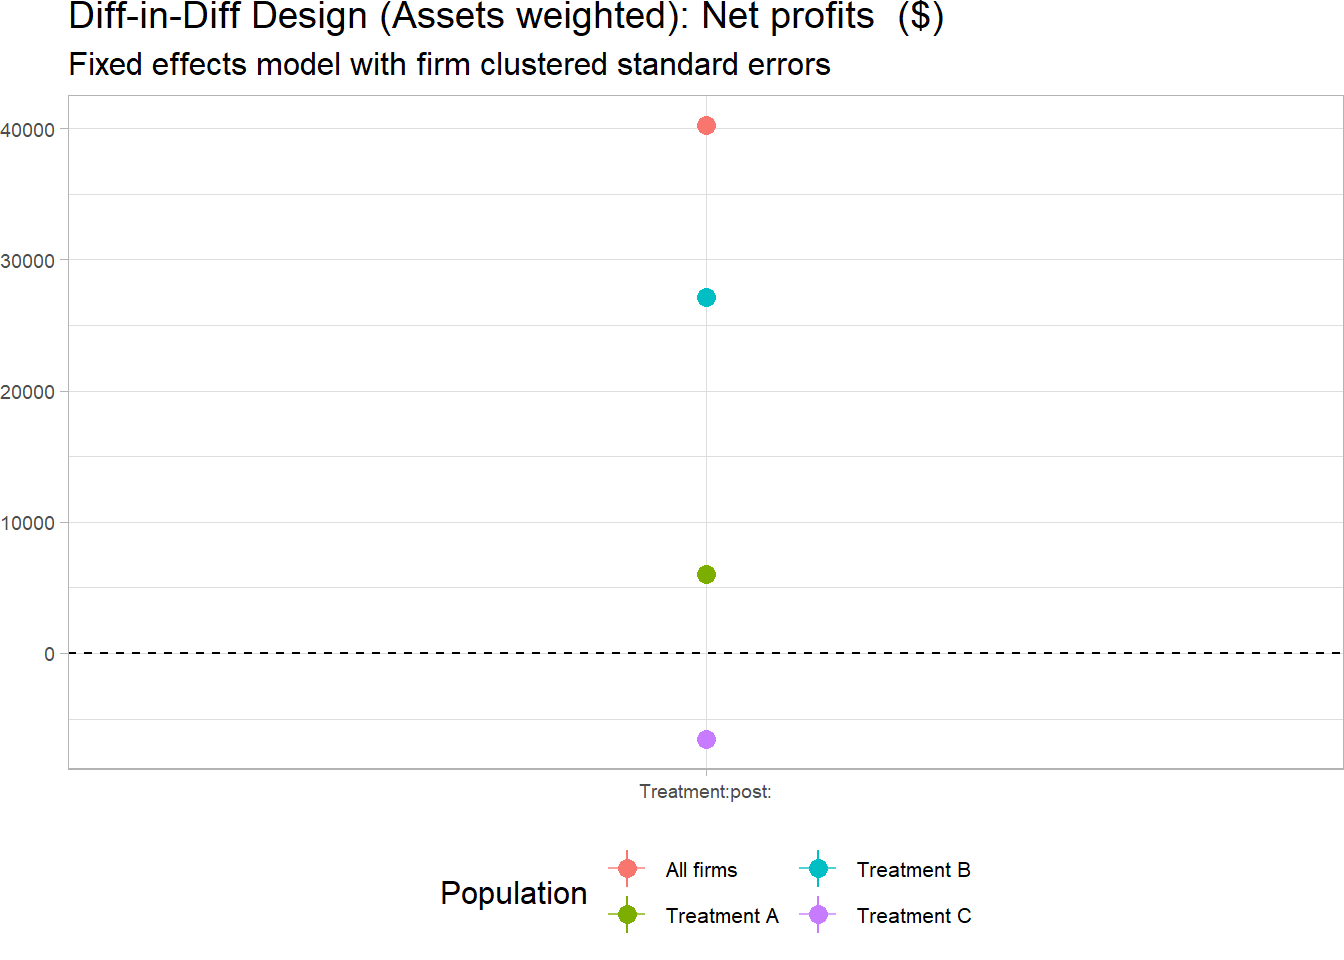 Diff-in-Diff Design (Assets weighted): Net profits  ($)
Fixed effects model with firm clustered standard errors
40000
30000
20000
10000
0
Treatment:post:
Population
All firms
Treatment B
Treatment A
Treatment C